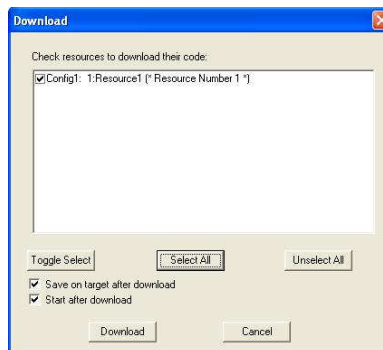 Download
Check resources to download their code:
Config1: 1:Resource1 (* Resource Number 1 *)
Toggle Select Select All Unselect All
Save on target after download
Start after download
Download Cancel